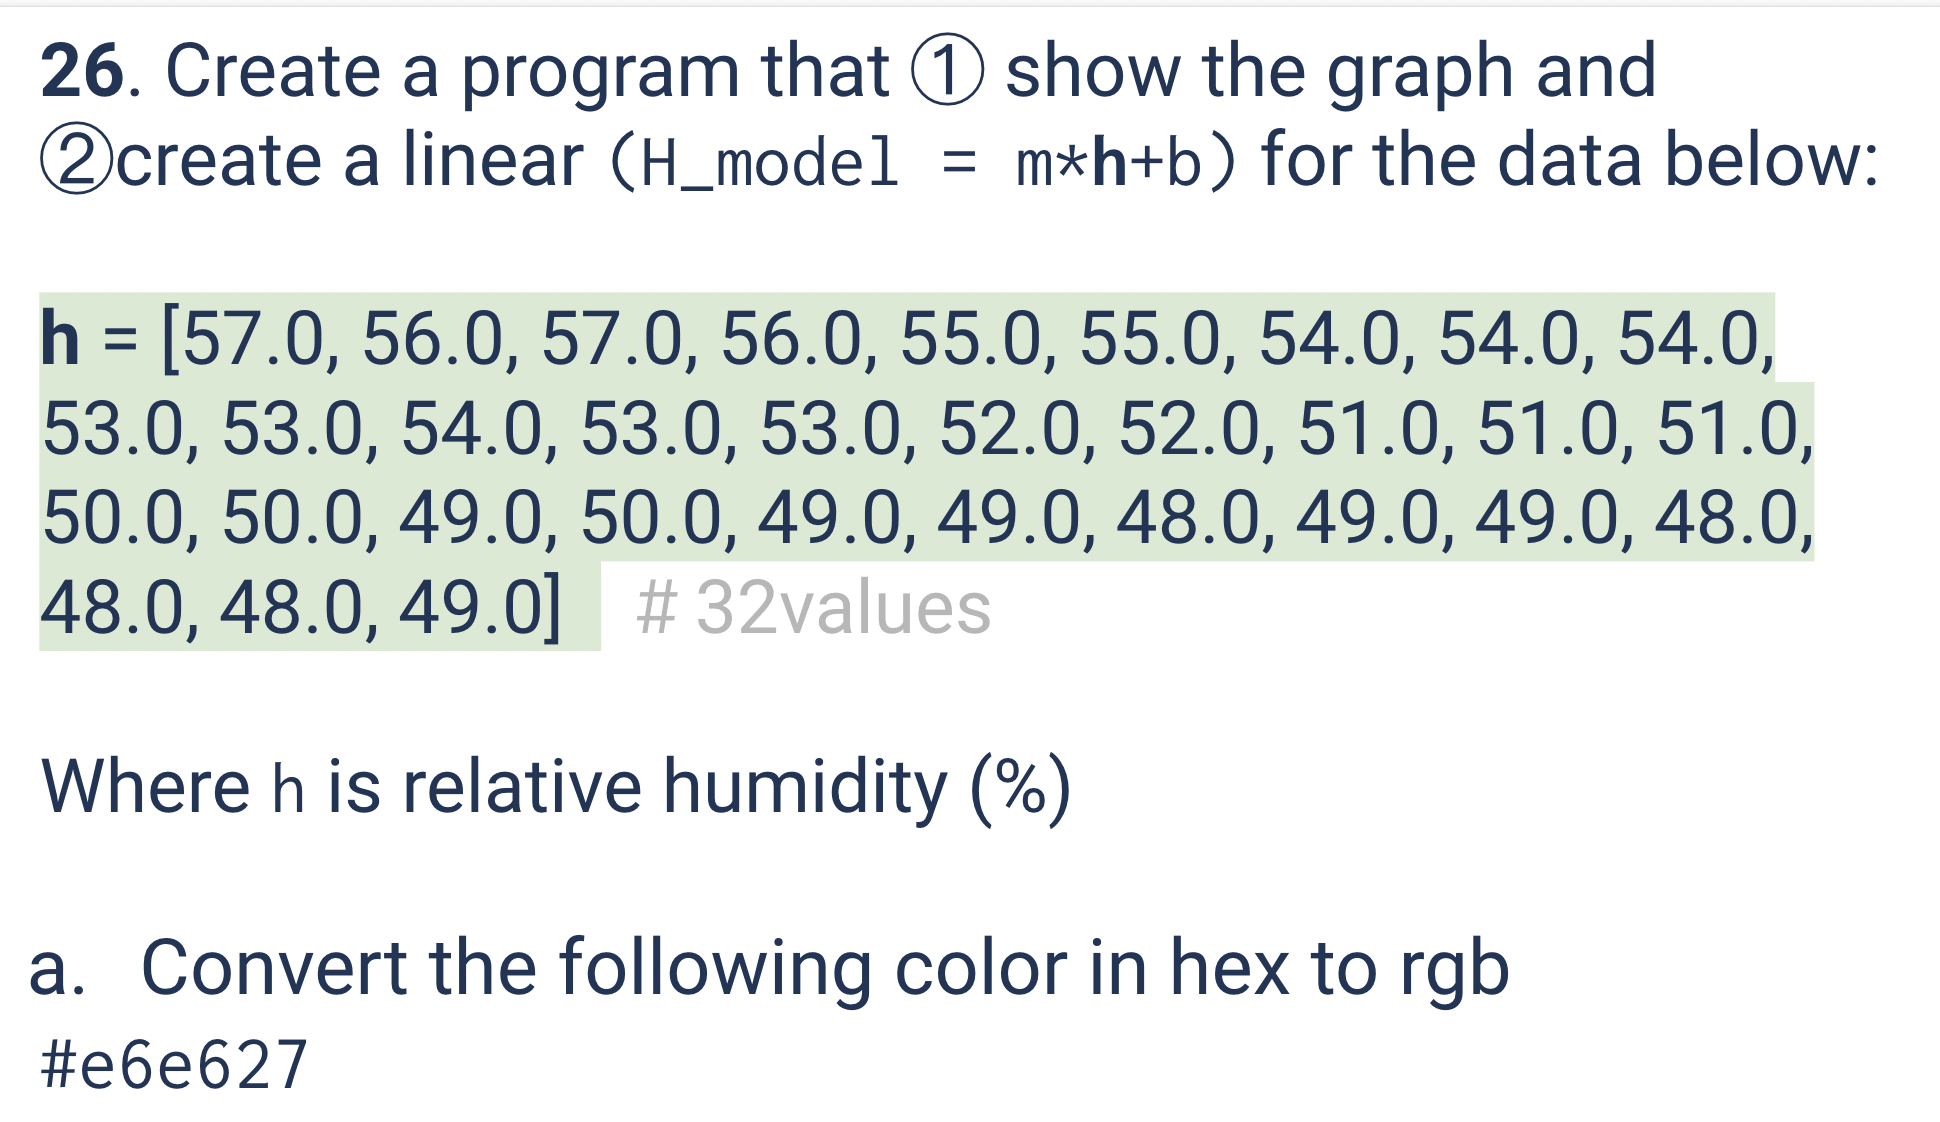 26. Create a program that ① show the graph and
②create a linear (H_model = m*h+b) for the data below:
h = [57.0, 56.0, 57.0, 56.0, 55.0, 55.0, 54.0, 54.0, 54.0,
53.0, 53.0, 54.0, 53.0, 53.0, 52.0, 52.0, 51.0, 51.0, 51.0,
50.0, 50.0, 49.0, 50.0, 49.0, 49.0, 48.0, 49.0, 49.0, 48.0,
48.0, 48.0, 49.0] # 32values
Where h is relative humidity (%)
a. Convert the following color in hex to rgb
#e6e627